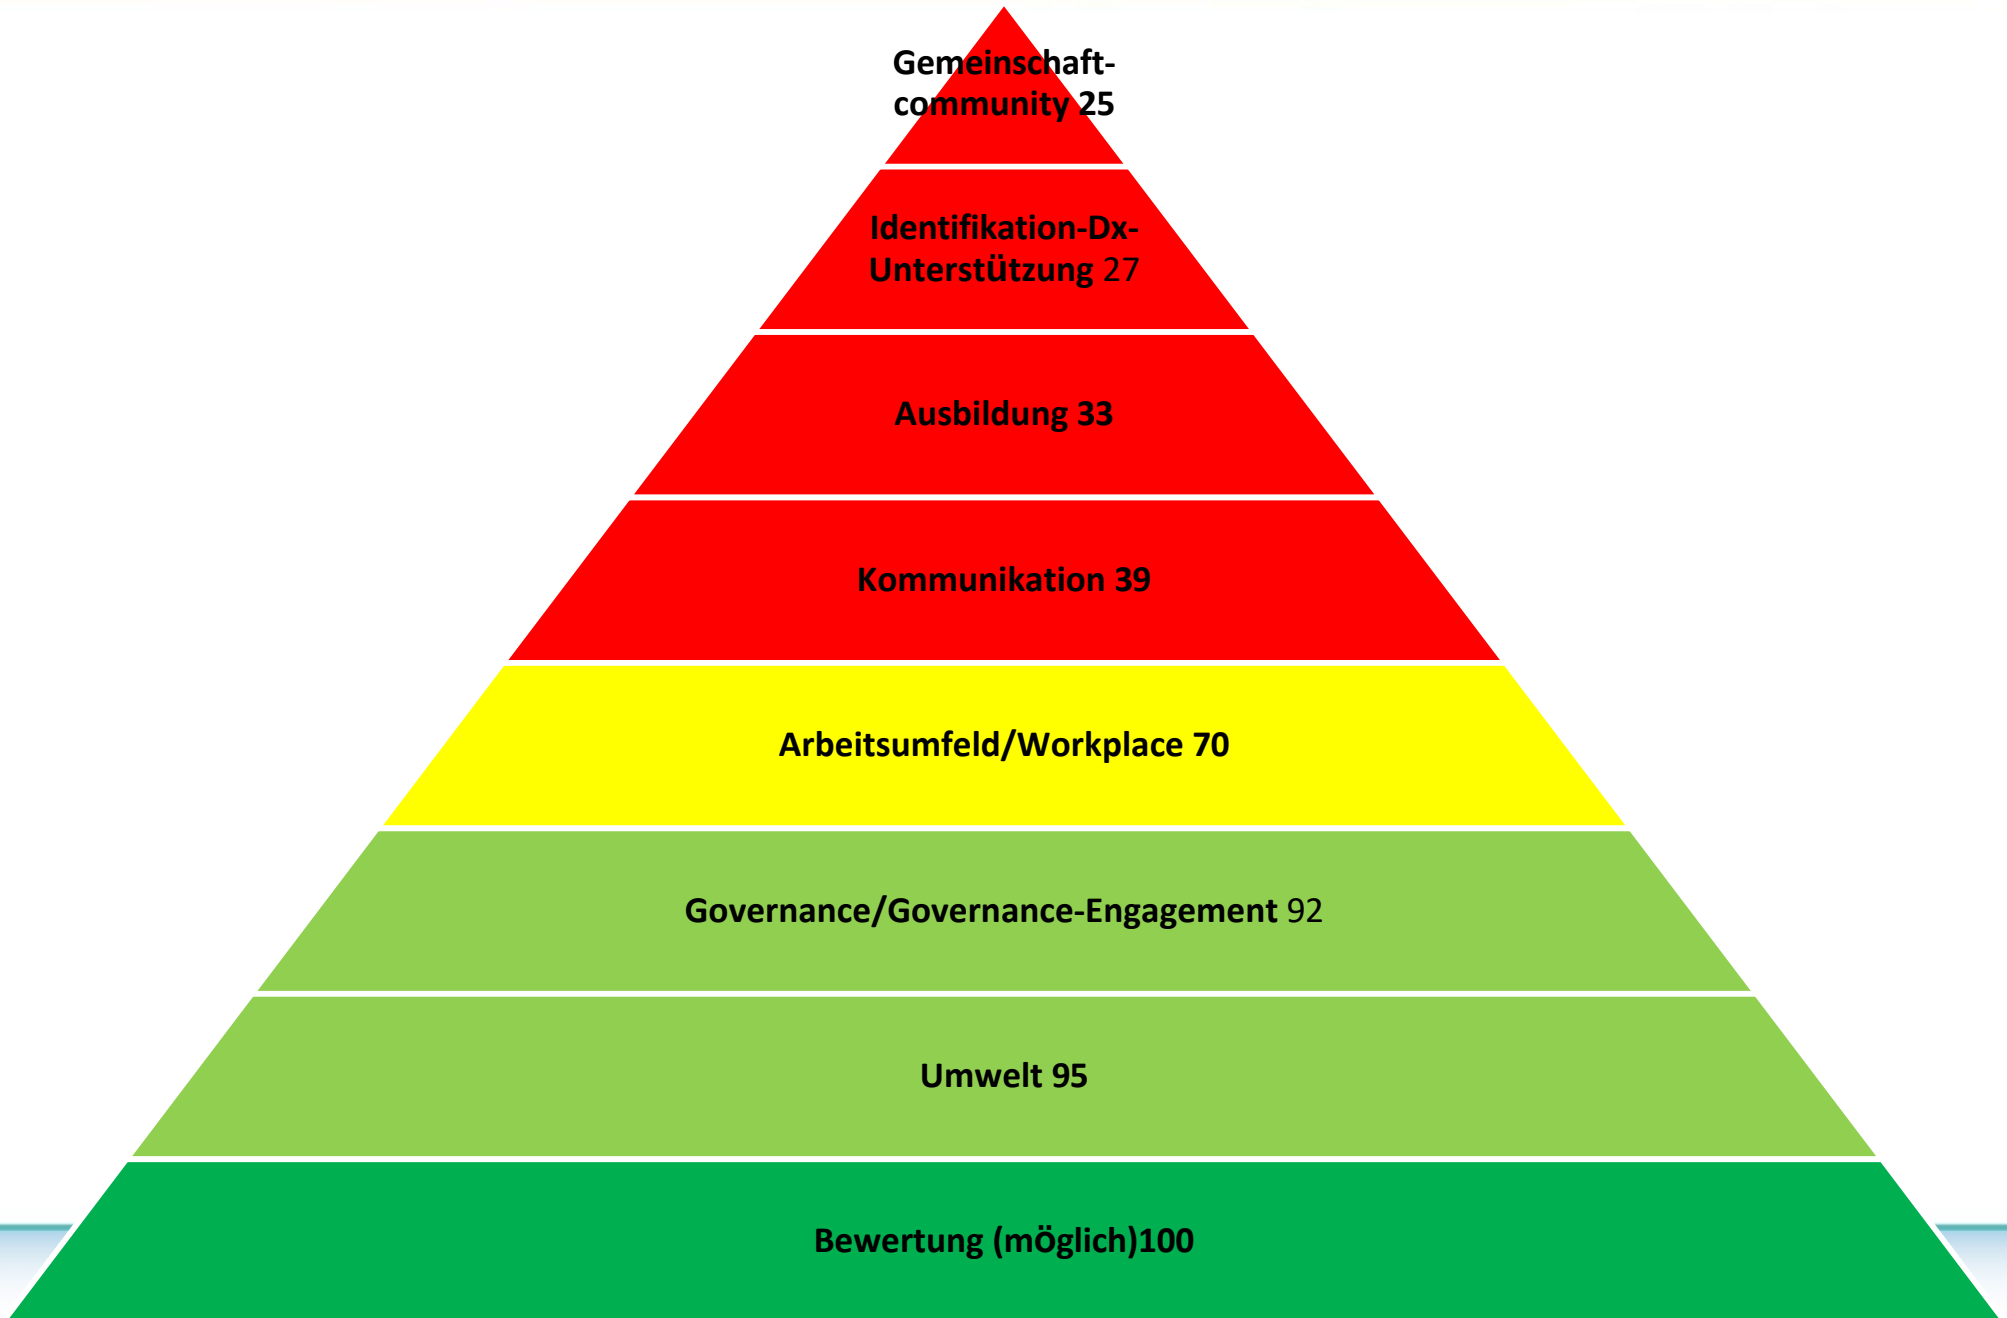 Gemeinschaft-
community 25
Identifikation-Dx-
Unterstützung 27
Ausbildung 33
Kommunikation 39
Arbeitsumfeld/Workplace 70
Governance/Governance-Engagement 92
Umwelt 95
Bewertung (möglich)100